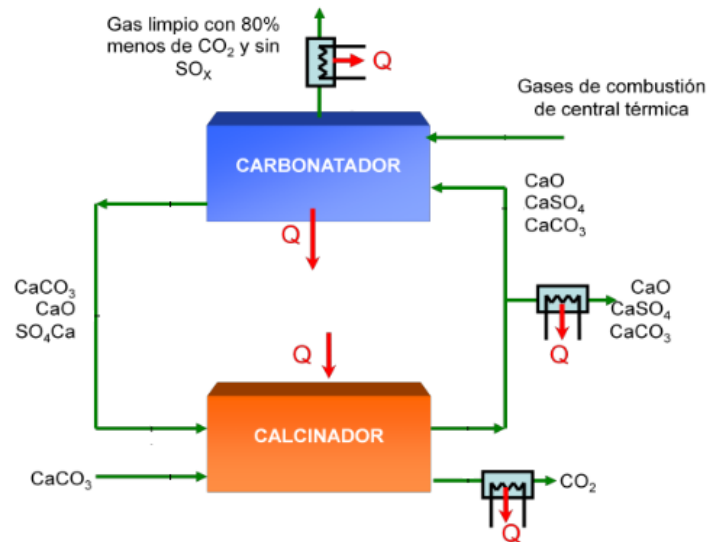 Gas limpio con 80%
menos de CO₂ y sin
SOₓ
Q
Gases de combustión
de central térmica
CARBONATADOR
CaO
CaSO₄
CaCO₃
Q
CaCO₃
CaO
SO₄Ca
CaO
CaSO₄
CaCO₃
Q
Q
CALCINADOR
CaCO₃
CO₂
Q